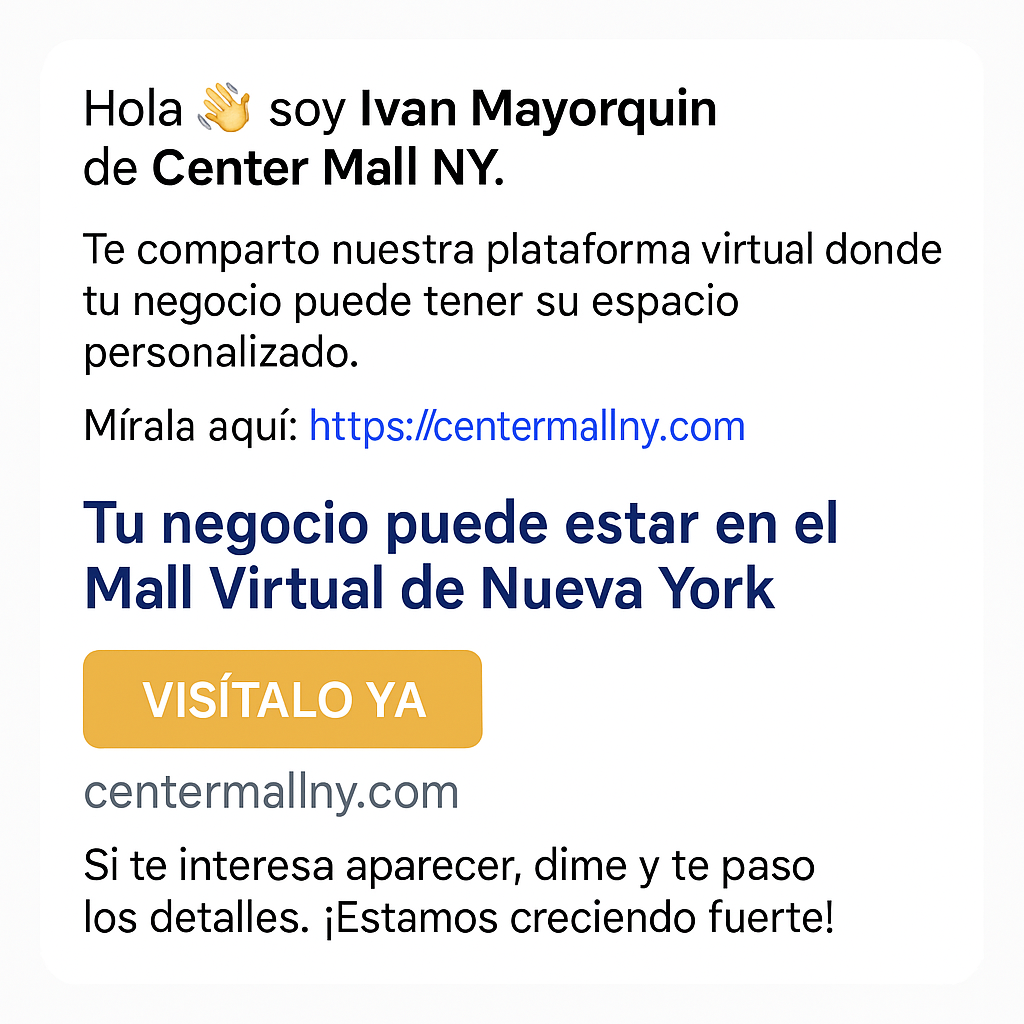 Hola 👋 soy Ivan Mayorquin
de Center Mall NY.
Te comparto nuestra plataforma virtual donde
tu negocio puede tener su espacio
personalizado.
Mírala aquí: https://centermallny.com
Tu negocio puede estar en el
Mall Virtual de Nueva York
VISÍTALO YA
centermallny.com
Si te interesa aparecer, dime y te paso
los detalles. ¡Estamos creciendo fuerte!